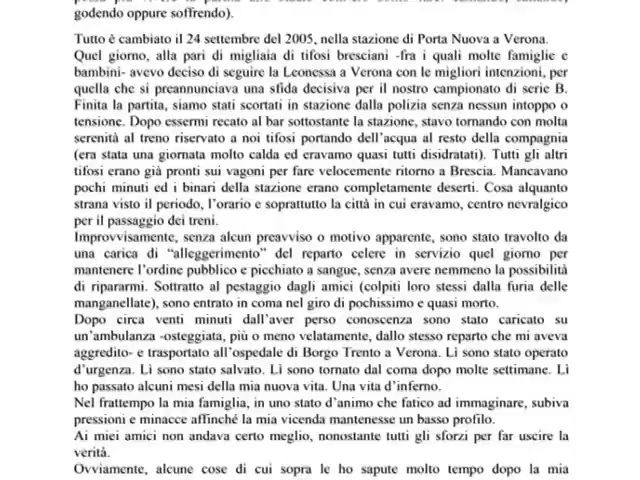 godendo oppure soffrendo).
Tutto è cambiato il 24 settembre del 2005, nella stazione di Porta Nuova a Verona.
Quel giorno, alla pari di migliaia di tifosi bresciani -fra i quali molte famiglie e
bambini- avevo deciso di seguire la Leonessa a Verona con le migliori intenzioni, per
quella che si preannunciava una sfida decisiva per il nostro campionato di serie B.
Finita la partita, siamo stati scortati in stazione dalla polizia senza nessun intoppo o
tensione. Dopo essermi recato al bar sottostante la stazione, stavo tornando con molta
serenità al treno riservato a noi tifosi portando dell'acqua al resto della compagnia
(era stata una giornata molto calda ed eravamo quasi tutti disidratati). Tutti gli altri
tifosi erano già pronti sui vagoni per fare velocemente ritorno a Brescia. Mancavano
pochi minuti ed i binari della stazione erano completamente deserti. Cosa alquanto
strana visto il periodo, l'orario e soprattutto la città in cui eravamo, centro nevralgico
per il passaggio dei treni.
Improvvisamente, senza alcun preavviso o motivo apparente, sono stato travolto da
una carica di "alleggerimento" del reparto celere in servizio quel giorno per
mantenere l'ordine pubblico e picchiato a sangue, senza avere nemmeno la possibilità
di ripararmi. Sottratto al pestaggio dagli amici (colpiti loro stessi dalla furia delle
manganellate), sono entrato in coma nel giro di pochissimo e quasi morto.
Dopo circa venti minuti dall'aver perso conoscenza sono stato caricato su
un'ambulanza -osteggiata, più o meno velatamente, dallo stesso reparto che mi aveva
aggredito- e trasportato all'ospedale di Borgo Trento a Verona. Lì sono stato operato
d'urgenza. Lì sono stato salvato. Lì sono tornato dal coma dopo molte settimane. Lì
ho passato alcuni mesi della mia nuova vita. Una vita d'inferno.
Nel frattempo la mia famiglia, in uno stato d'animo che fatico ad immaginare, subiva
pressioni e minacce affinché la mia vicenda mantenesse un basso profilo.
Ai miei amici non andava certo meglio, nonostante tutti gli sforzi per far uscire la
verità.
Ovviamente, alcune cose di cui sopra le ho sapute molto tempo dopo la mia